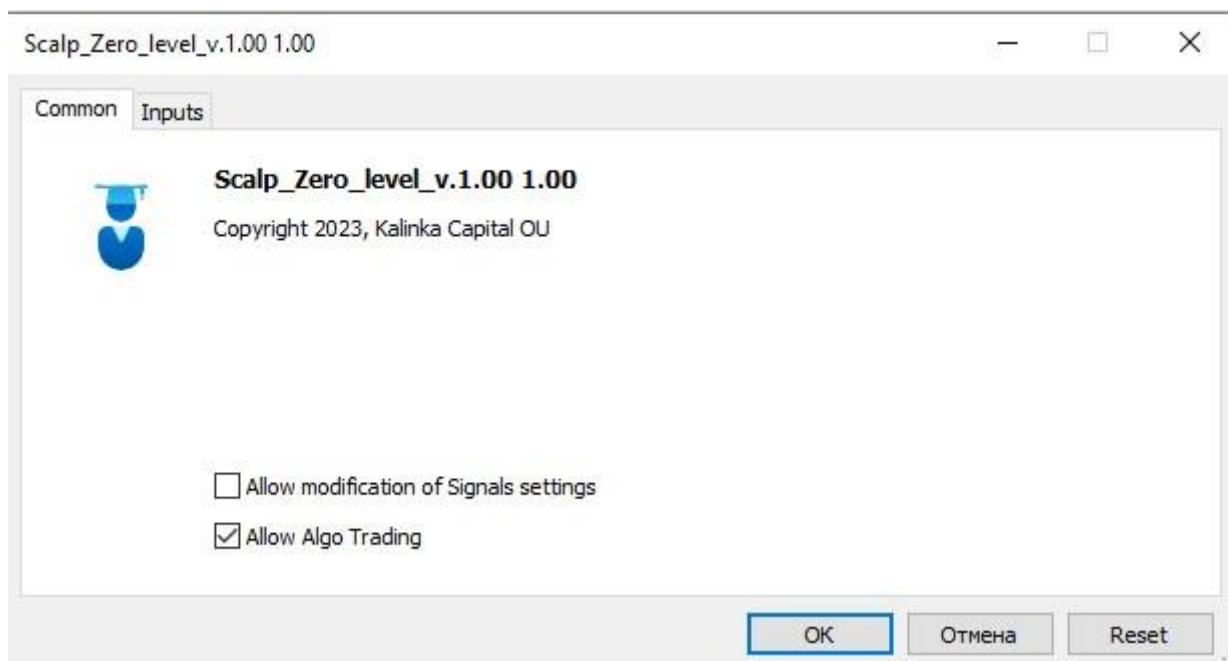 Scalp_Zero_level_v.1.00 1.00
Common Inputs
Scalp_Zero_level_v.1.00 1.00
Copyright 2023, Kalinka Capital OU
Allow modification of Signals settings
Allow Algo Trading
OK Отмена Reset